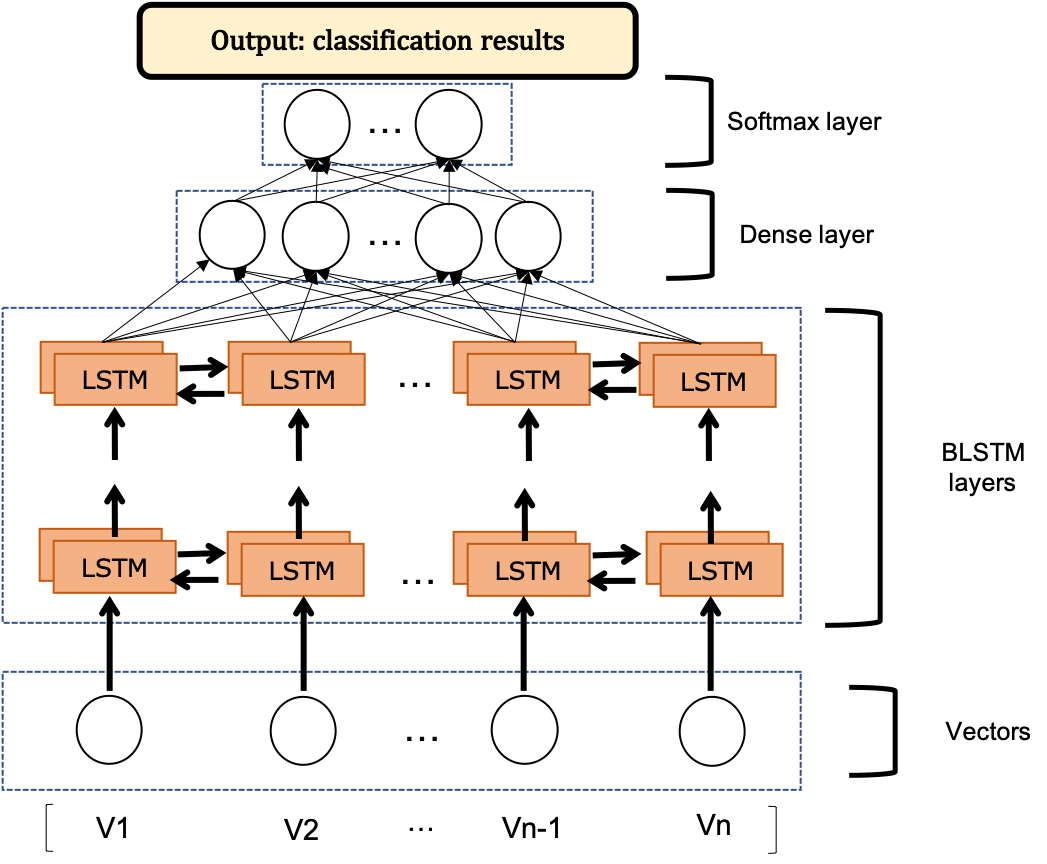 Output: classification results
Softmax layer
...
Dense layer
...
LSTM LSTM ... LSTM LSTM
BLSTM
layers
LSTM LSTM ... LSTM LSTM
...
Vectors
[ V1 V2 ... Vn-1 Vn ]